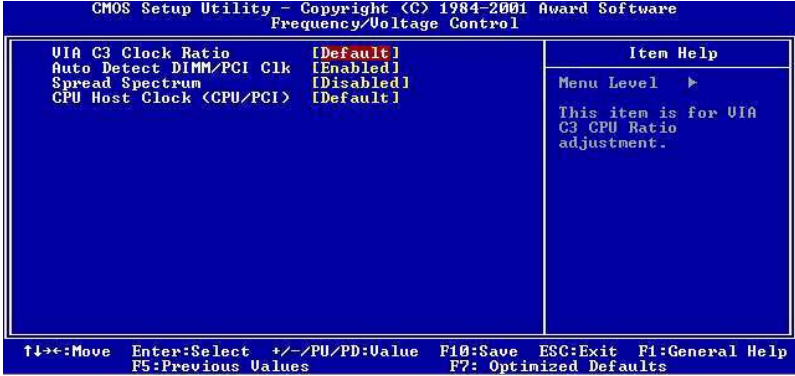 CMOS Setup Utility - Copyright (C) 1984-2001 Award Software
Frequency/Voltage Control
VIA C3 Clock Ratio [Default]
Auto Detect DIMM/PCI Clk [Enabled]
Spread Spectrum [Disabled]
CPU Host Clock (CPU/PCI) [Default]
Item Help
Menu Level ►
This item is for VIA
C3 CPU Ratio
adjustment.
↑↓→←:Move Enter:Select +/-/PU/PD:Value F10:Save ESC:Exit F1:General Help
F5:Previous Values F7: Optimized Defaults